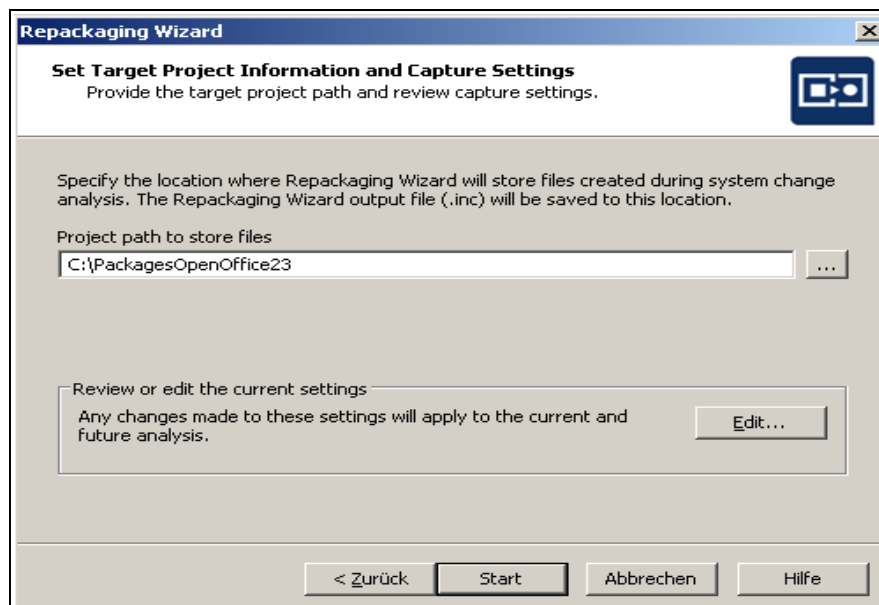 Repackaging Wizard
Set Target Project Information and Capture Settings
Provide the target project path and review capture settings.
Specify the location where Repackaging Wizard will store files created during system change
analysis. The Repackaging Wizard output file (.inc) will be saved to this location.
Project path to store files
C:\PackagesOpenOffice23
...
Review or edit the current settings
Any changes made to these settings will apply to the current and
future analysis.
Edit...
< Zurück
Start
Abbrechen
Hilfe